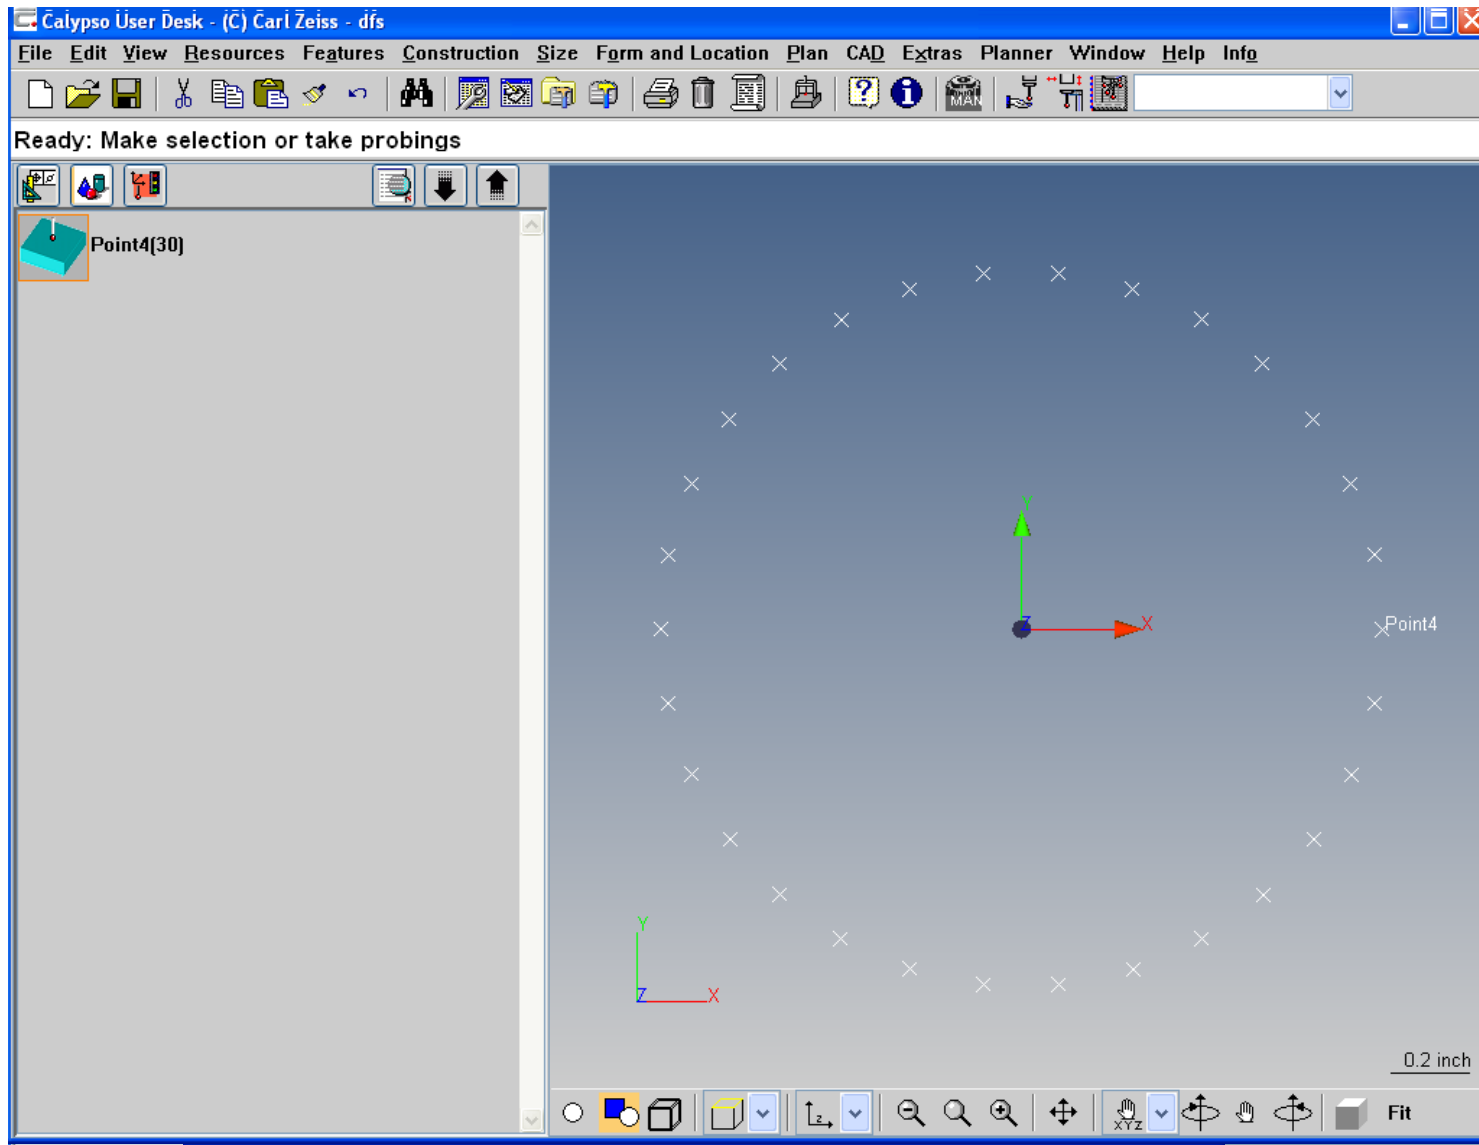 Calypso User Desk - (C) Carl Zeiss - dfs
File Edit View Resources Features Construction Size Form and Location Plan CAD Extras Planner Window Help Info
MAN
Ready: Make selection or take probings
Point4(30)
Y
Z X
Point4
Y
Z X
0.2 inch
XYZ
Fit